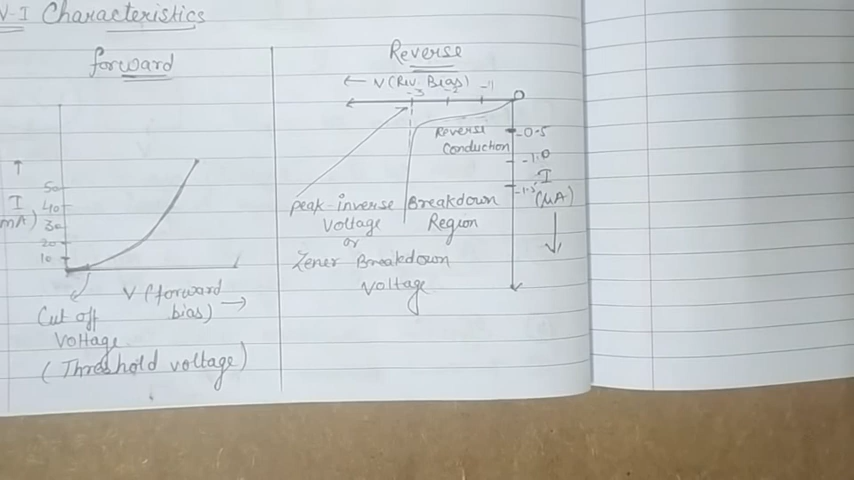 V-I Characteristics
forward
↑
I
(mA)
50
40
30
20
10
V (forward
bias) →
Cut off
Voltage
(Threshold voltage)
Reverse
← V (Rev. Bias)
-3 -2 -1
0
Reverse
Conduction
-0.5
-1.0
-1.5
I
(μA)
↓
peak-inverse
Voltage
or
Zener Breakdown
Voltage
Breakdown
Region